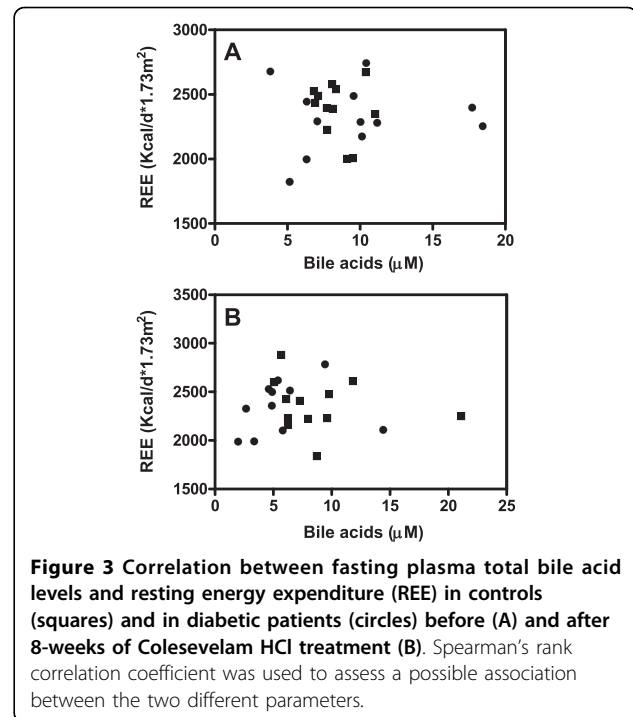 A
REE (Kcal/d*1.73m²)
3000
2500
2000
1500
0
5
10
15
20
Bile acids (μM)
B
REE (Kcal/d*1.73m²)
3500
3000
2500
2000
1500
0
5
10
15
20
25
Bile acids (μM)
Figure 3 Correlation between fasting plasma total bile acid
levels and resting energy expenditure (REE) in controls
(squares) and in diabetic patients (circles) before (A) and after
8-weeks of Colesevelam HCl treatment (B). Spearman's rank
correlation coefficient was used to assess a possible association
between the two different parameters.